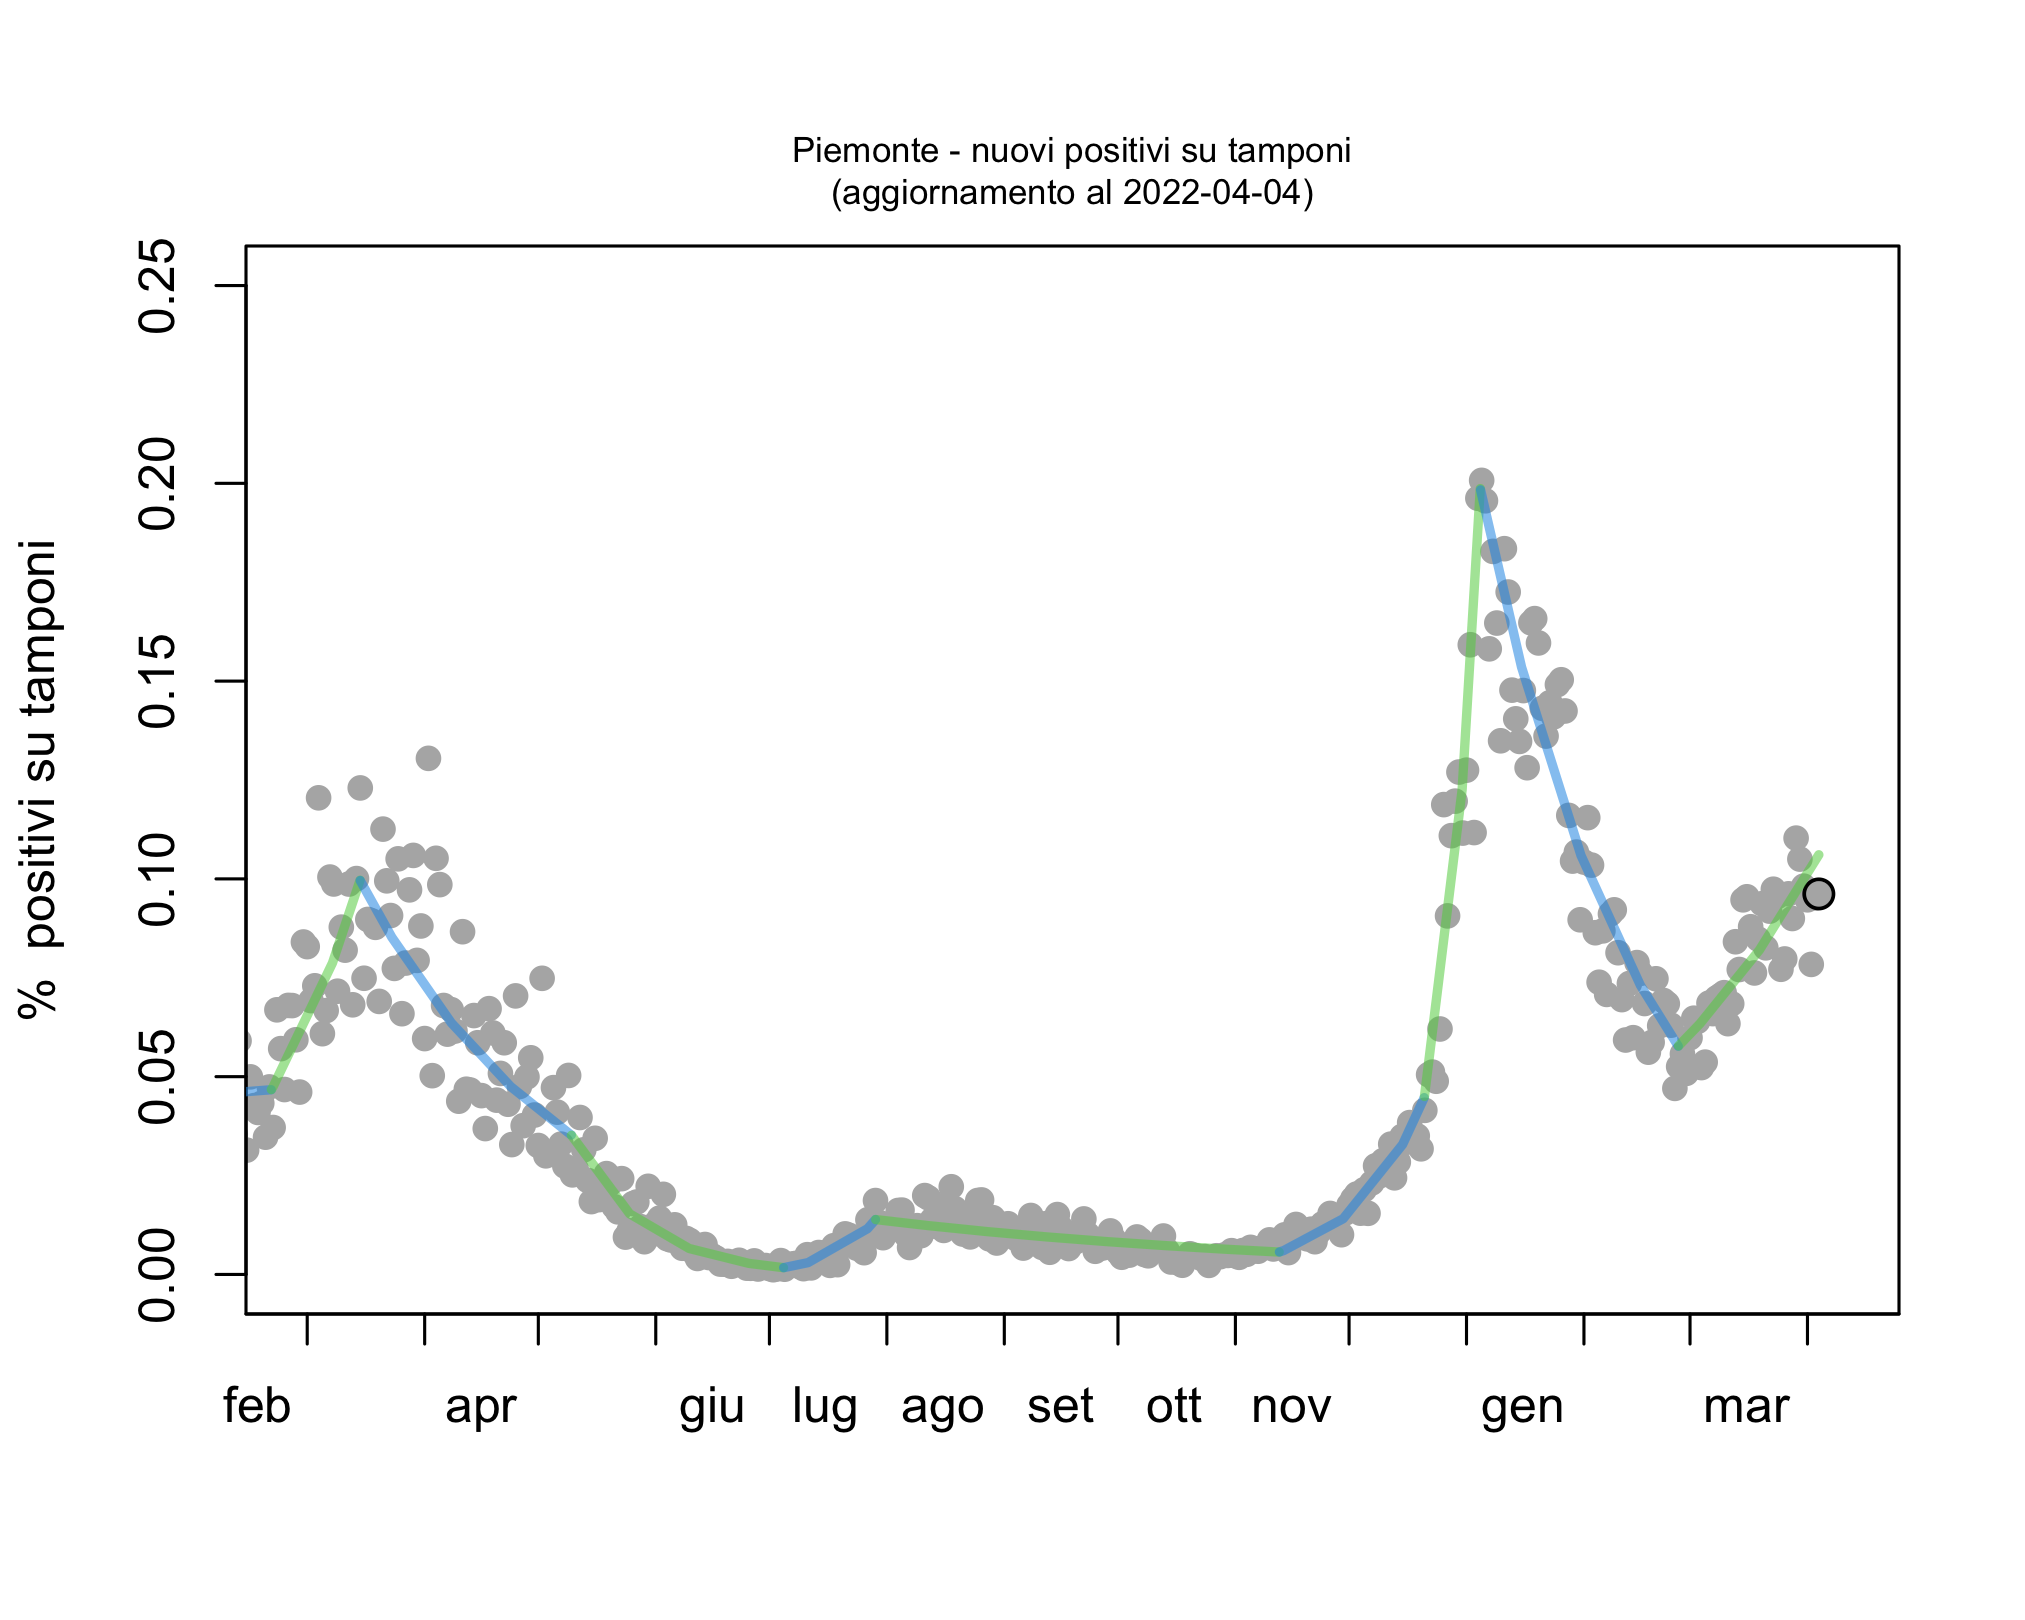 Piemonte - nuovi positivi su tamponi
(aggiornamento al 2022-04-04)
% positivi su tamponi
0.25
0.20
0.15
0.10
0.05
0.00
feb apr giu lug ago set ott nov gen mar